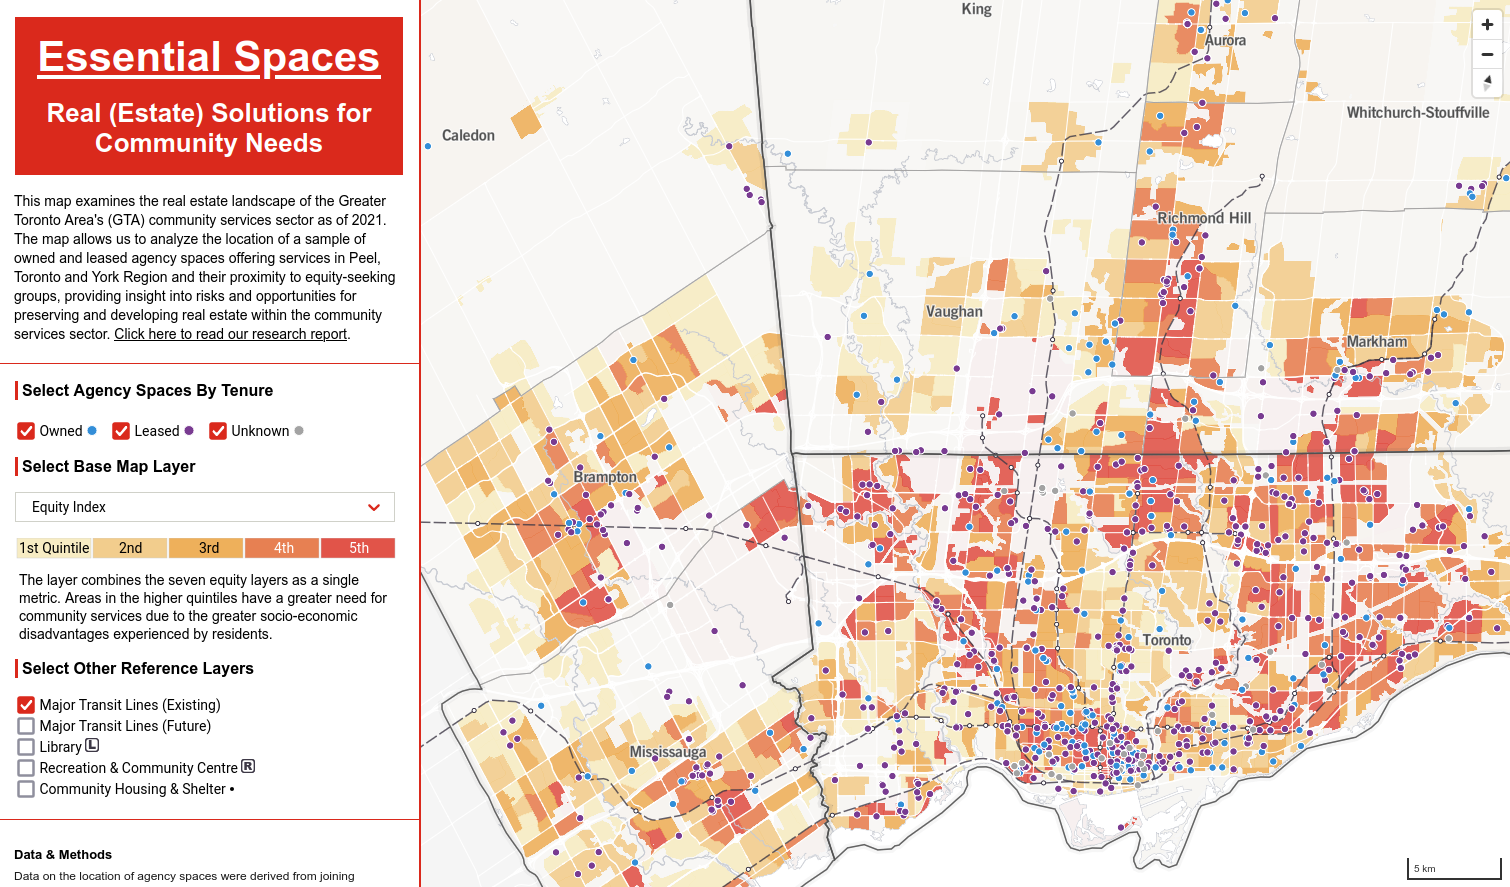 Essential Spaces
Real (Estate) Solutions for
Community Needs
This map examines the real estate landscape of the Greater
Toronto Area's (GTA) community services sector as of 2021.
The map allows us to analyze the location of a sample of
owned and leased agency spaces offering services in Peel,
Toronto and York Region and their proximity to equity-seeking
groups, providing insight into risks and opportunities for
preserving and developing real estate within the community
services sector. Click here to read our research report.
Select Agency Spaces By Tenure
Owned Leased Unknown
Select Base Map Layer
Equity Index
1st Quintile 2nd 3rd 4th 5th
The layer combines the seven equity layers as a single
metric. Areas in the higher quintiles have a greater need for
community services due to the greater socio-economic
disadvantages experienced by residents.
Select Other Reference Layers
Major Transit Lines (Existing)
Major Transit Lines (Future)
Library L
Recreation & Community Centre R
Community Housing & Shelter •
Data & Methods
Data on the location of agency spaces were derived from joining
King
Aurora
Whitchurch-Stouffville
Caledon
Richmond Hill
Vaughan
Markham
Brampton
Toronto
Mississauga
5 km